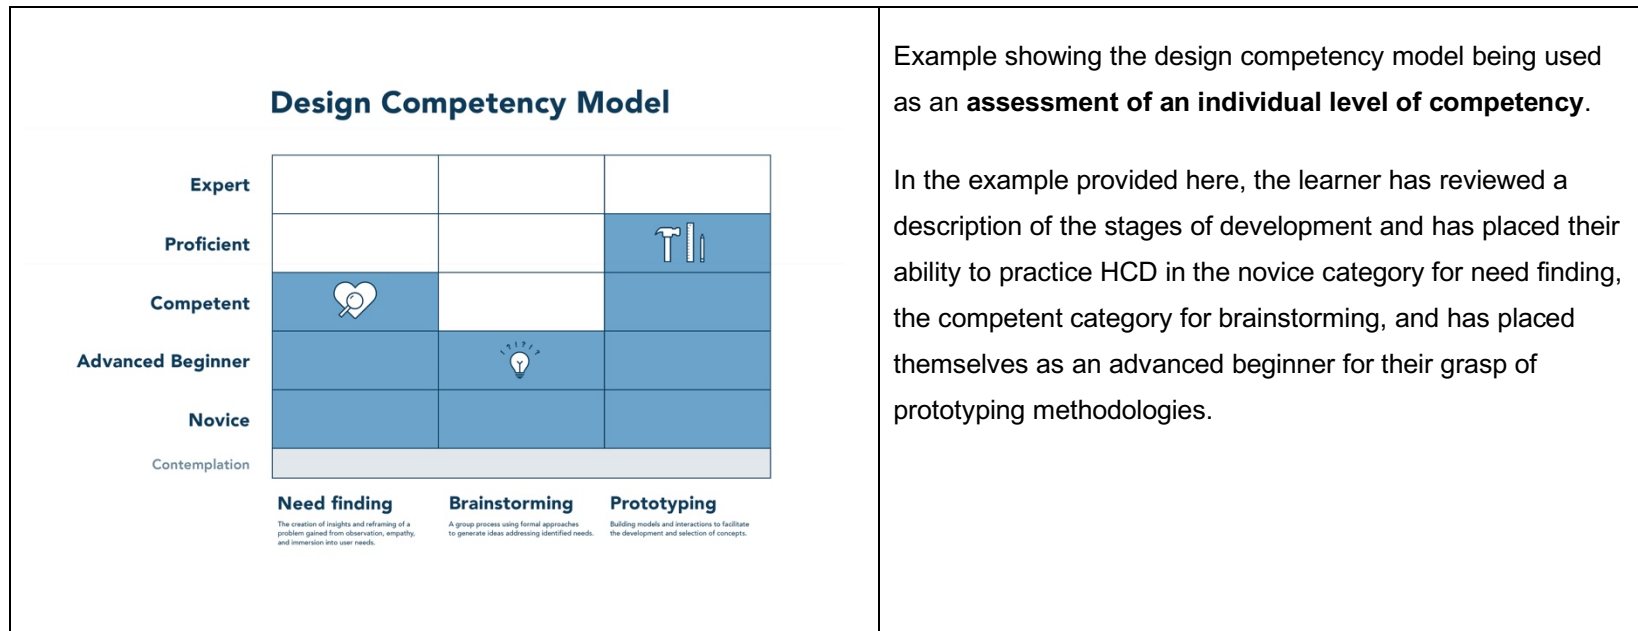 Design Competency Model
Expert
Proficient
Competent
Advanced Beginner
Novice
Contemplation
Need finding
The creation of insights and reframing of a
problem gained from observation, empathy,
and immersion into user needs.
Brainstorming
A group process using formal approaches
to generate ideas addressing identified needs.
Prototyping
Building models and interactions to facilitate
the development and selection of concepts.
Example showing the design competency model being used
as an assessment of an individual level of competency.
In the example provided here, the learner has reviewed a
description of the stages of development and has placed their
ability to practice HCD in the novice category for need finding,
the competent category for brainstorming, and has placed
themselves as an advanced beginner for their grasp of
prototyping methodologies.